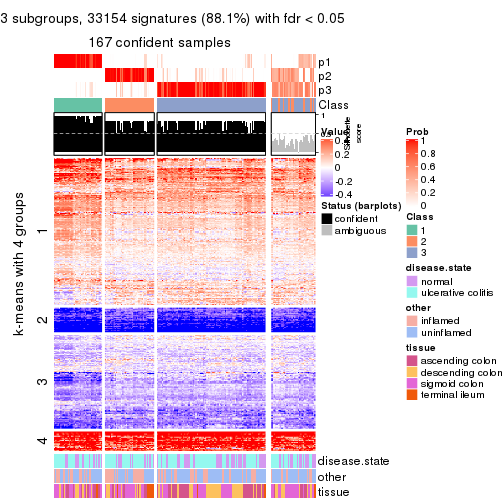 3 subgroups, 33154 signatures (88.1%) with fdr < 0.05
167 confident samples
p1
p2
p3
Class
1
Silhouette
score
k-means with 4 groups
1
2
3
4
disease.state
other
tissue
Value
0.4
0.2
0
-0.2
-0.4
Status (barplots)
confident
ambiguous
Prob
1
0.8
0.6
0.4
0.2
0
Class
1
2
3
disease.state
normal
ulcerative colitis
other
inflamed
uninflamed
tissue
ascending colon
descending colon
sigmoid colon
terminal ileum